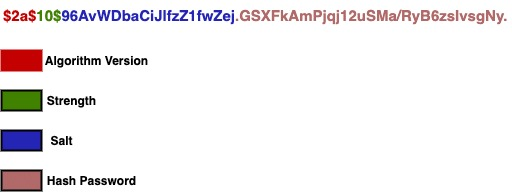 $2a$10$96AvWDbaCiJlfzZ1fwZej.GSXFkAmPjqj12uSMa/RyB6zslvsgNy.
Algorithm Version
Strength
Salt
Hash Password